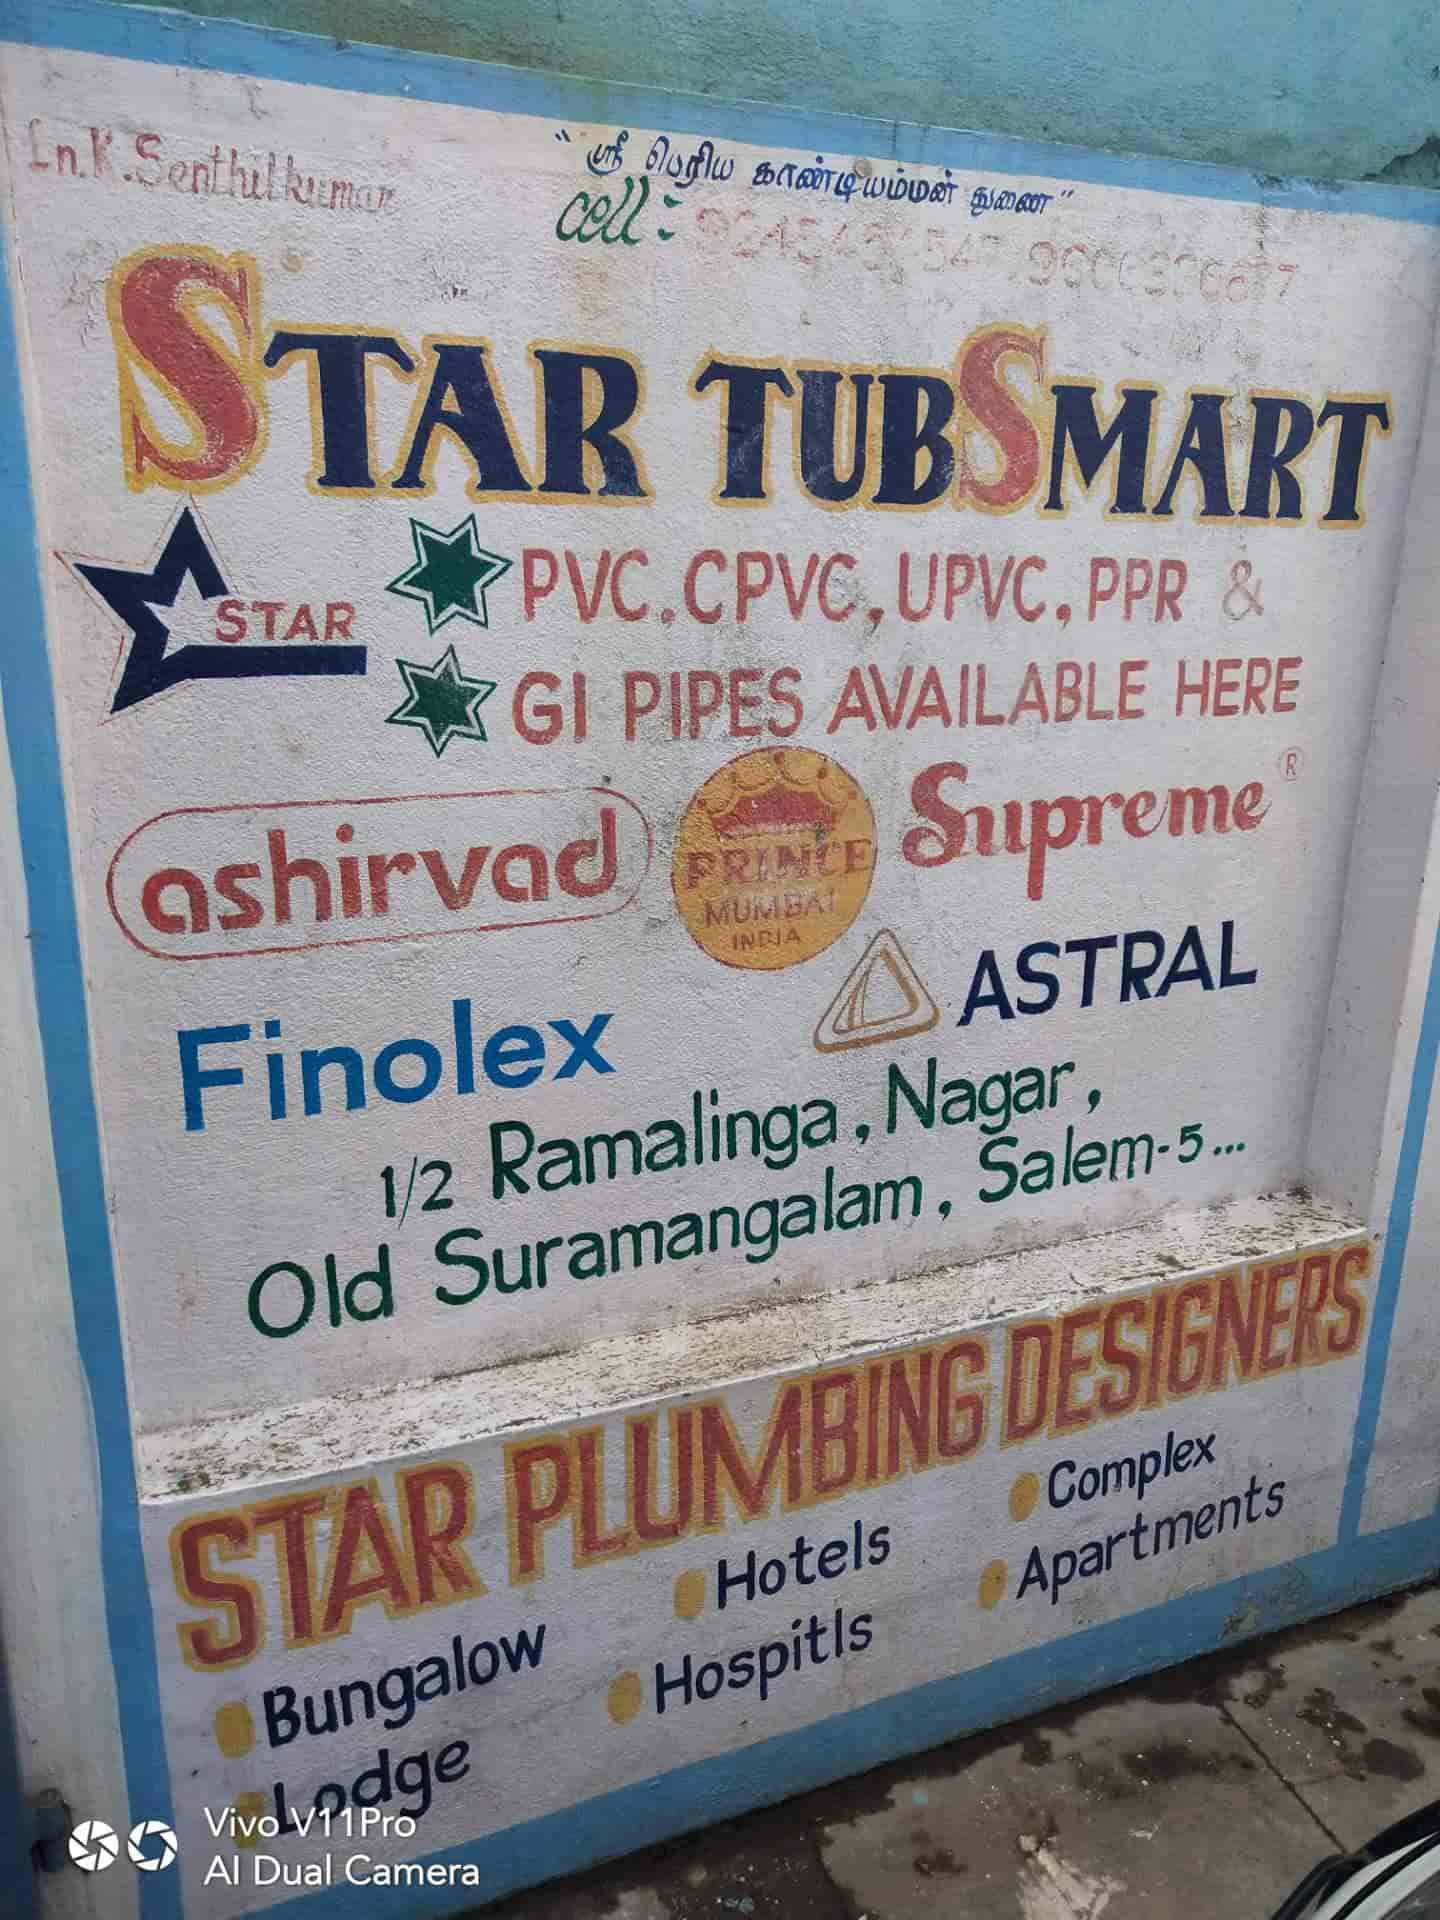 Ln.K.Senthilkumar
" ஸ்ரீ பெரிய காண்டியம்மன் துணை "
cell :
STAR TUBSMART
STAR
PVC. CPVC, UPVC, PPR &
GI PIPES AVAILABLE HERE
ashirvad
PRINCE
MUMBAI
INDIA
Supreme ®
Finolex
ASTRAL
1/2 Ramalinga, Nagar,
Old Suramangalam, Salem-5...
STAR PLUMBING DESIGNERS
Bungalow
Hotels
Complex
Lodge
Hospitls
Apartments
Vivo V11Pro
AI Dual Camera